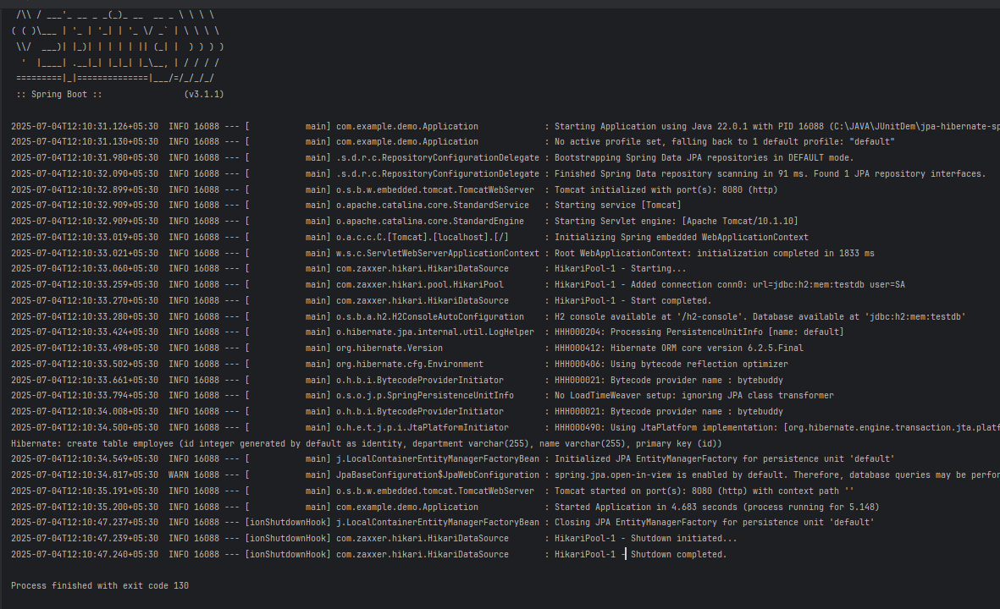 /\\ / ___'_ __ _ _(_)_ __  __ _ \ \ \ \
( ( )\___ | '_ | '_| | '_ \/ _` | \ \ \ \
 \\/  ___)| |_)| | | | | || (_| |  ) ) ) )
  '  |____| .__|_| |_|_| |_\__, | / / / /
 =========|_|==============|___/=/_/_/_/
 :: Spring Boot ::                (v3.1.1)
2025-07-04T12:10:31.126+05:30  INFO 16088 --- [           main] com.example.demo.Application             : Starting Application using Java 22.0.1 with PID 16088 (C:\JAVA\JUnitDem\jpa-hibernate-sp
2025-07-04T12:10:31.130+05:30  INFO 16088 --- [           main] com.example.demo.Application             : No active profile set, falling back to 1 default profile: "default"
2025-07-04T12:10:31.980+05:30  INFO 16088 --- [           main] .s.d.r.c.RepositoryConfigurationDelegate : Bootstrapping Spring Data JPA repositories in DEFAULT mode.
2025-07-04T12:10:32.090+05:30  INFO 16088 --- [           main] .s.d.r.c.RepositoryConfigurationDelegate : Finished Spring Data repository scanning in 91 ms. Found 1 JPA repository interfaces.
2025-07-04T12:10:32.899+05:30  INFO 16088 --- [           main] o.s.b.w.embedded.tomcat.TomcatWebServer  : Tomcat initialized with port(s): 8080 (http)
2025-07-04T12:10:32.909+05:30  INFO 16088 --- [           main] o.apache.catalina.core.StandardService   : Starting service [Tomcat]
2025-07-04T12:10:32.909+05:30  INFO 16088 --- [           main] o.apache.catalina.core.StandardEngine    : Starting Servlet engine: [Apache Tomcat/10.1.10]
2025-07-04T12:10:33.019+05:30  INFO 16088 --- [           main] o.a.c.c.C.[Tomcat].[localhost].[/]       : Initializing Spring embedded WebApplicationContext
2025-07-04T12:10:33.021+05:30  INFO 16088 --- [           main] w.s.c.ServletWebServerApplicationContext : Root WebApplicationContext: initialization completed in 1833 ms
2025-07-04T12:10:33.060+05:30  INFO 16088 --- [           main] com.zaxxer.hikari.HikariDataSource       : HikariPool-1 - Starting...
2025-07-04T12:10:33.259+05:30  INFO 16088 --- [           main] com.zaxxer.hikari.pool.HikariPool        : HikariPool-1 - Added connection conn0: url=jdbc:h2:mem:testdb user=SA
2025-07-04T12:10:33.270+05:30  INFO 16088 --- [           main] com.zaxxer.hikari.HikariDataSource       : HikariPool-1 - Start completed.
2025-07-04T12:10:33.280+05:30  INFO 16088 --- [           main] o.s.b.a.h2.H2ConsoleAutoConfiguration    : H2 console available at '/h2-console'. Database available at 'jdbc:h2:mem:testdb'
2025-07-04T12:10:33.424+05:30  INFO 16088 --- [           main] o.hibernate.jpa.internal.util.LogHelper  : HHH000204: Processing PersistenceUnitInfo [name: default]
2025-07-04T12:10:33.498+05:30  INFO 16088 --- [           main] org.hibernate.Version                    : HHH000412: Hibernate ORM core version 6.2.5.Final
2025-07-04T12:10:33.502+05:30  INFO 16088 --- [           main] org.hibernate.cfg.Environment            : HHH000406: Using bytecode reflection optimizer
2025-07-04T12:10:33.661+05:30  INFO 16088 --- [           main] o.h.b.i.BytecodeProviderInitiator        : HHH000021: Bytecode provider name : bytebuddy
2025-07-04T12:10:33.794+05:30  INFO 16088 --- [           main] o.s.o.j.p.SpringPersistenceUnitInfo      : No LoadTimeWeaver setup: ignoring JPA class transformer
2025-07-04T12:10:34.008+05:30  INFO 16088 --- [           main] o.h.b.i.BytecodeProviderInitiator        : HHH000021: Bytecode provider name : bytebuddy
2025-07-04T12:10:34.500+05:30  INFO 16088 --- [           main] o.h.e.t.j.p.i.JtaPlatformInitiator       : HHH000490: Using JtaPlatform implementation: [org.hibernate.engine.transaction.jta.platf
Hibernate: create table employee (id integer generated by default as identity, department varchar(255), name varchar(255), primary key (id))
2025-07-04T12:10:34.549+05:30  INFO 16088 --- [           main] j.LocalContainerEntityManagerFactoryBean : Initialized JPA EntityManagerFactory for persistence unit 'default'
2025-07-04T12:10:34.817+05:30  WARN 16088 --- [           main] JpaBaseConfiguration$JpaWebConfiguration : spring.jpa.open-in-view is enabled by default. Therefore, database queries may be perfor
2025-07-04T12:10:35.191+05:30  INFO 16088 --- [           main] o.s.b.w.embedded.tomcat.TomcatWebServer  : Tomcat started on port(s): 8080 (http) with context path ''
2025-07-04T12:10:35.200+05:30  INFO 16088 --- [           main] com.example.demo.Application             : Started Application in 4.683 seconds (process running for 5.148)
2025-07-04T12:10:47.237+05:30  INFO 16088 --- [ionShutdownHook] j.LocalContainerEntityManagerFactoryBean : Closing JPA EntityManagerFactory for persistence unit 'default'
2025-07-04T12:10:47.239+05:30  INFO 16088 --- [ionShutdownHook] com.zaxxer.hikari.HikariDataSource       : HikariPool-1 - Shutdown initiated...
2025-07-04T12:10:47.240+05:30  INFO 16088 --- [ionShutdownHook] com.zaxxer.hikari.HikariDataSource       : HikariPool-1 - Shutdown completed.
Process finished with exit code 130